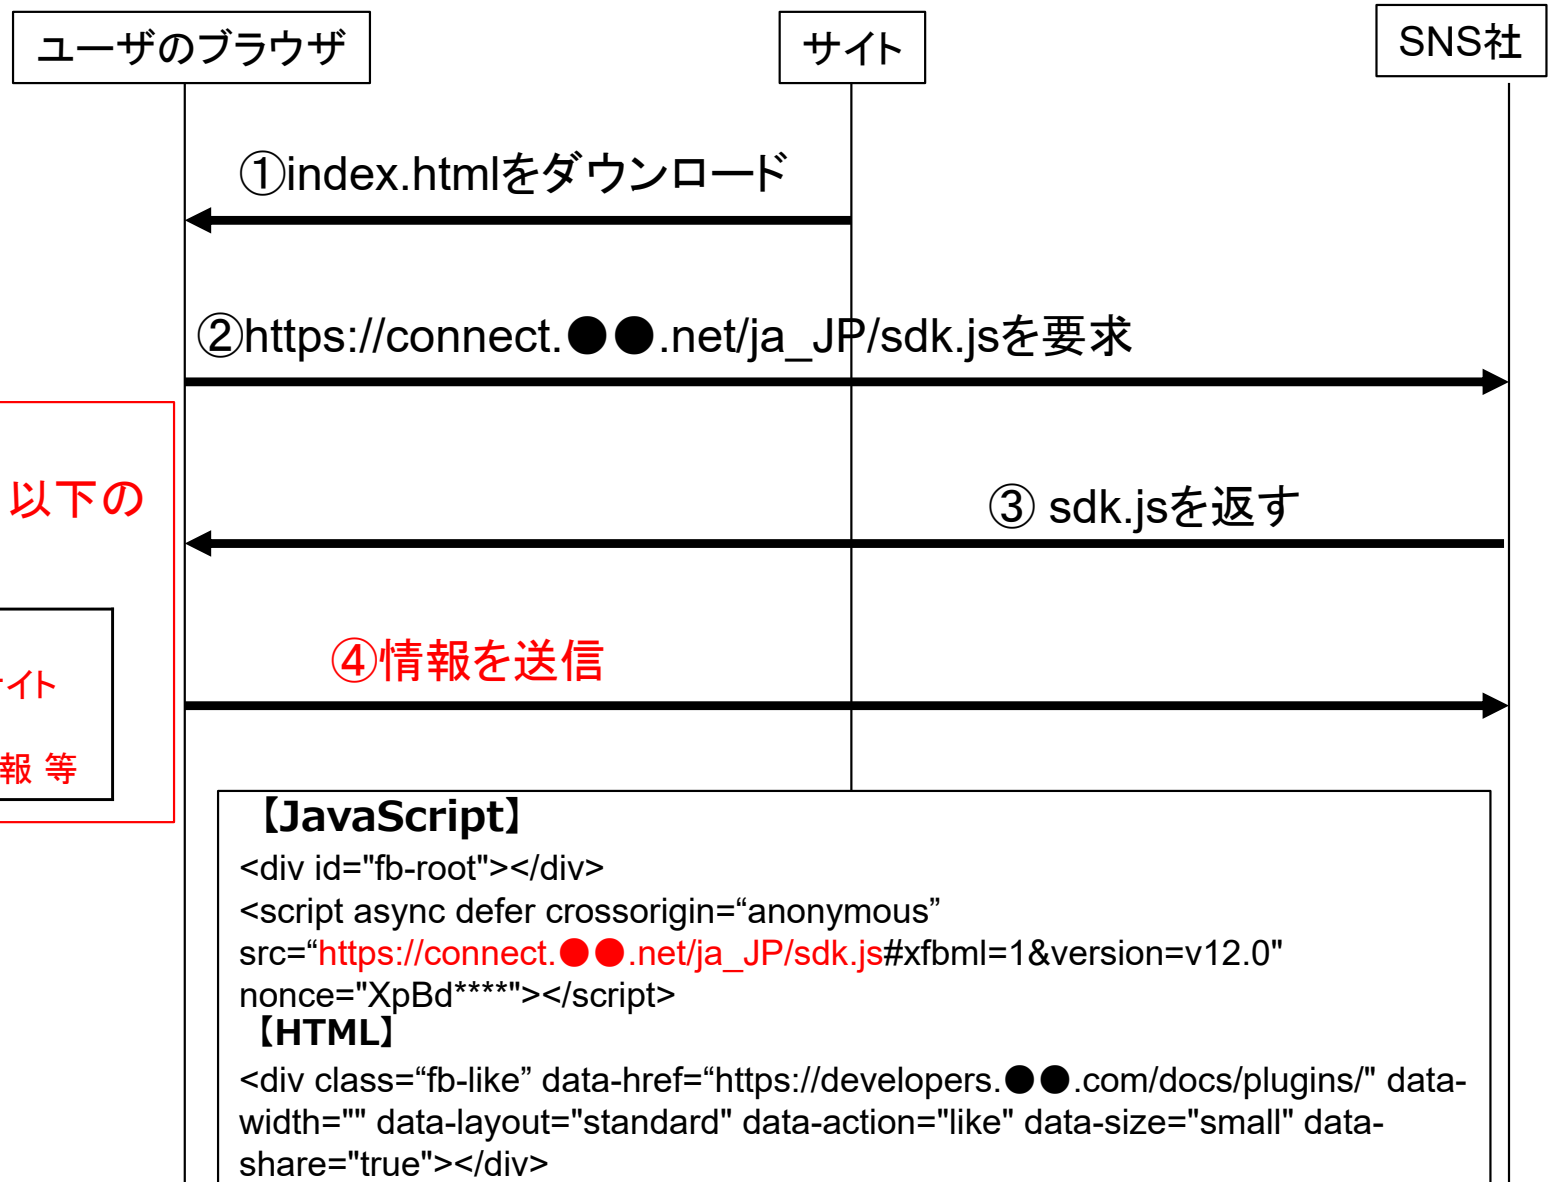 ユーザのブラウザ
サイト
SNS社
①index.htmlをダウンロード
②https://connect.●●.net/ja_JP/sdk.jsを要求
以下の
③ sdk.jsを返す
④情報を送信
イト
報 等
【JavaScript】
<div id="fb-root"></div>
<script async defer crossorigin=“anonymous”
src=“https://connect.●●.net/ja_JP/sdk.js#xfbml=1&version=v12.0"
nonce="XpBd****"></script>
【HTML】
<div class=“fb-like” data-href=“https://developers.●●.com/docs/plugins/" data-
width="" data-layout="standard" data-action="like" data-size="small" data-
share="true"></div>